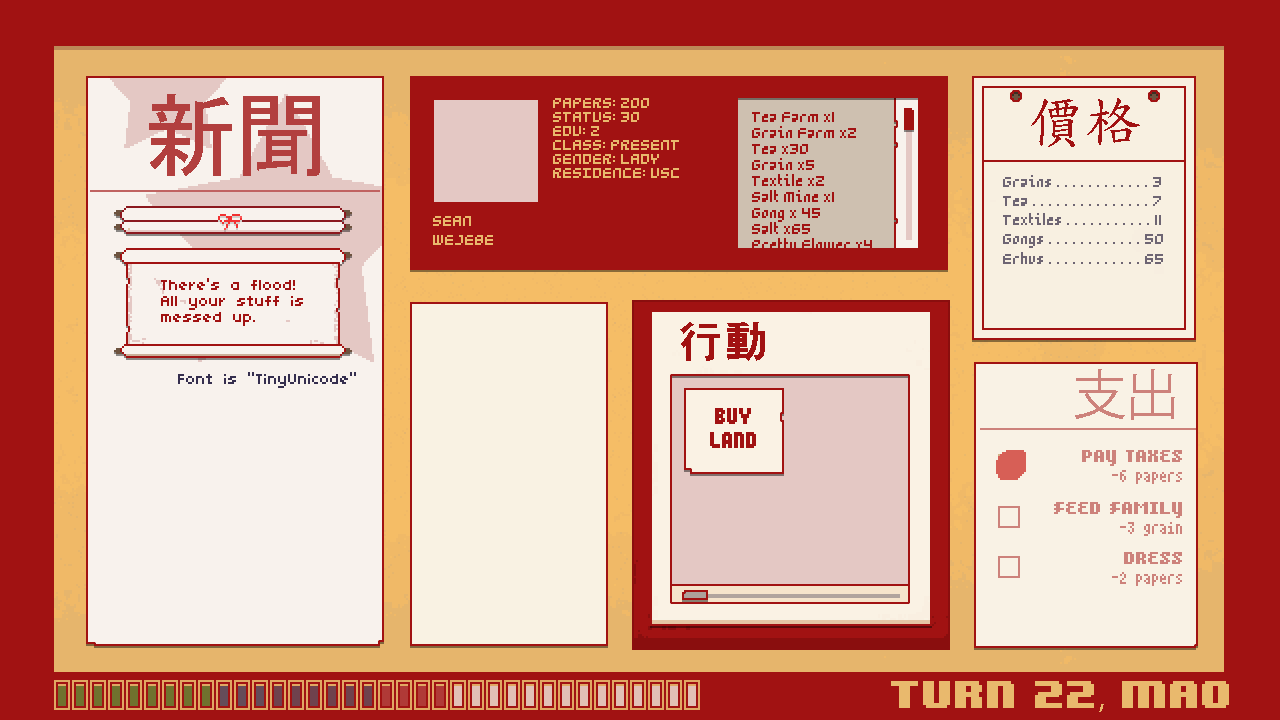 新聞
There's a flood!
All your stuff is
messed up.
Font is "TinyUnicode"
PAPERS: 200
STATUS: 30
EDU: 2
CLASS: PRESENT
GENDER: LADY
RESIDENCE: USC
SEAN
WEJEBE
Tea Farm x1
Grain Farm x2
Tea x30
Grain x5
Textile x2
Salt Mine x1
Gong x 45
Salt x65
Pretty Flower x4
行動
BUY
LAND
價格
Grains............3
Tea...............7
Textiles.........11
Gongs............50
Erhus............65
支出
PAY TAXES
-6 papers
FEED FAMILY
-3 grain
DRESS
-2 papers
TURN 22, MAO